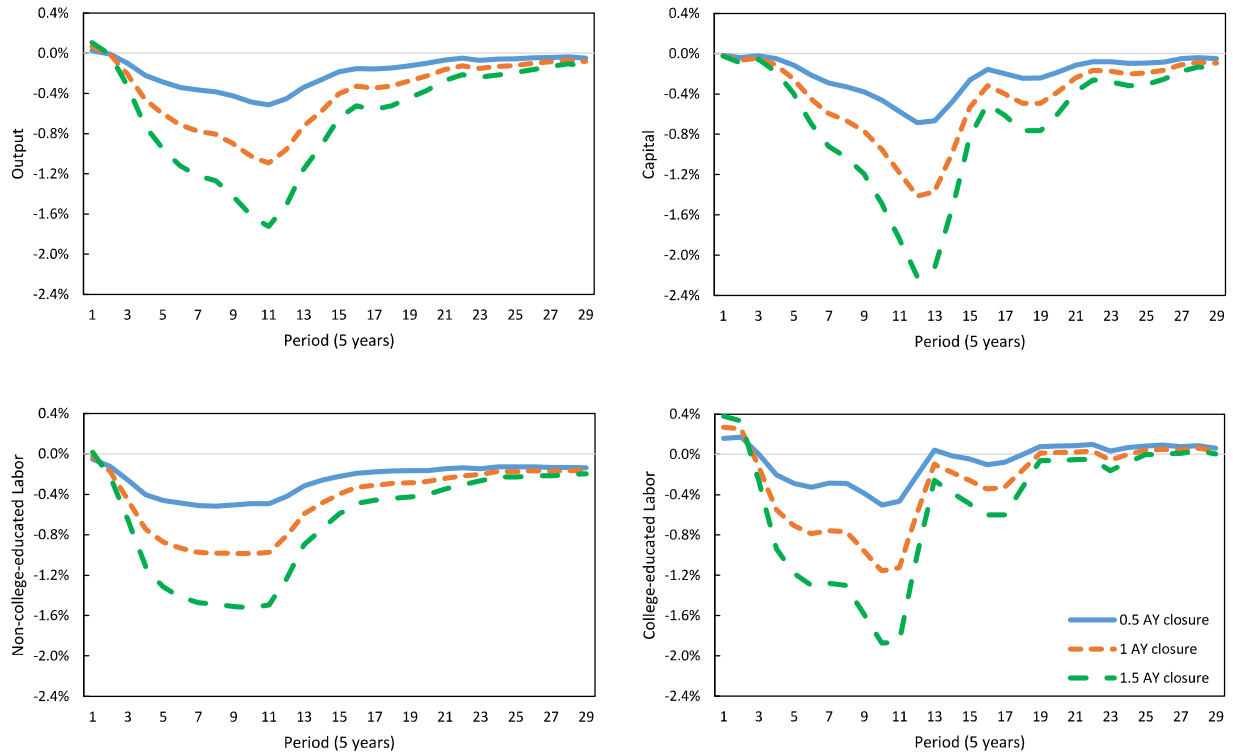 0.4%
0.0%
-0.4%
-0.8%
-1.2%
-1.6%
-2.0%
-2.4%
Output
1 3 5 7 9 11 13 15 17 19 21 23 25 27 29
Period (5 years)
0.4%
0.0%
-0.4%
-0.8%
-1.2%
-1.6%
-2.0%
-2.4%
Capital
1 3 5 7 9 11 13 15 17 19 21 23 25 27 29
Period (5 years)
0.4%
0.0%
-0.4%
-0.8%
-1.2%
-1.6%
-2.0%
-2.4%
Non-college-educated Labor
1 3 5 7 9 11 13 15 17 19 21 23 25 27 29
Period (5 years)
0.4%
0.0%
-0.4%
-0.8%
-1.2%
-1.6%
-2.0%
-2.4%
College-educated Labor
0.5 AY closure
1 AY closure
1.5 AY closure
1 3 5 7 9 11 13 15 17 19 21 23 25 27 29
Period (5 years)